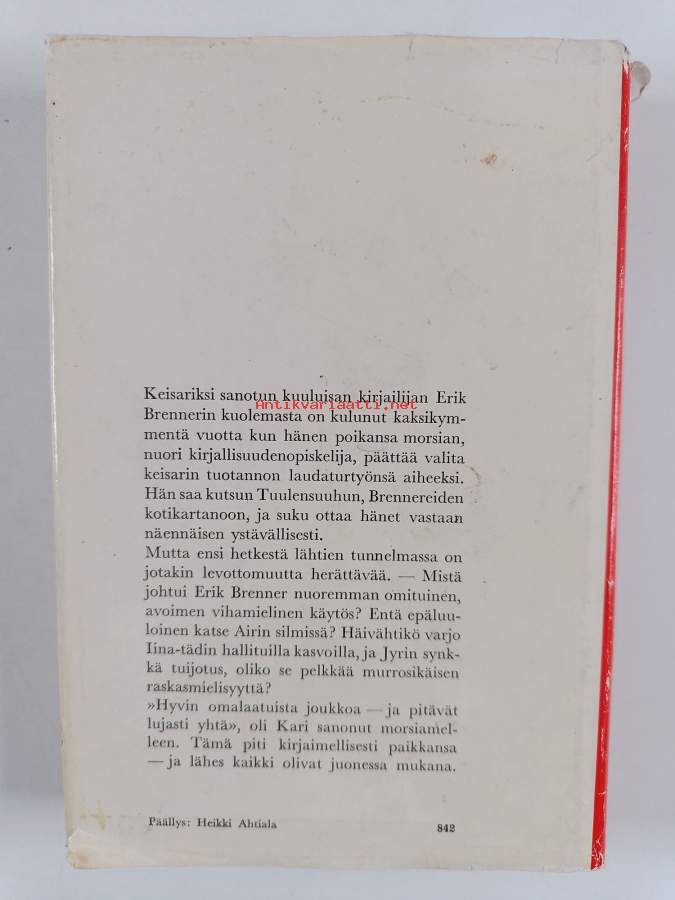 Keisariksi sanotun kuuluisan kirjailijan Erik
Antikvariaatti.net
Brennerin kuolemasta on kulunut kaksikym-
mentä vuotta kun hänen poikansa morsian,
nuori kirjallisuudenopiskelija, päättää valita
keisarin tuotannon laudaturtyönsä aiheeksi.
Hän saa kutsun Tuulensuuhun, Brennereiden
kotikartanoon, ja suku ottaa hänet vastaan
näennäisen ystävällisesti.
Mutta ensi hetkestä lähtien tunnelmassa on
jotakin levottomuutta herättävää. — Mistä
johtui Erik Brenner nuoremman omituinen,
avoimen vihamielinen käytös? Entä epäluu-
loinen katse Airin silmissä? Häivähtikö varjo
Iina-tädin hallituilla kasvoilla, ja Jyrin synk-
kä tuijotus, oliko se pelkkää murrosikäisen
raskasmielisyyttä?
»Hyvin omalaatuista joukkoa — ja pitävät
lujasti yhtä», oli Kari sanonut morsiamel-
leen. Tämä piti kirjaimellisesti paikkansa
— ja lähes kaikki olivat juonessa mukana.
Päällys: Heikki Ahtiala
842